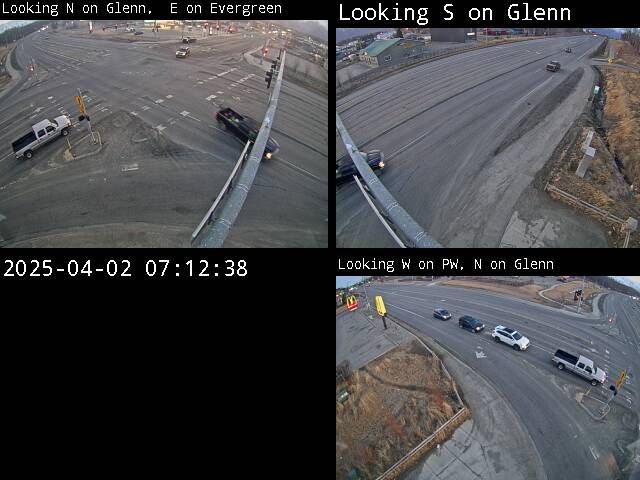 Looking N on Glenn,  E on Evergreen
Looking S on Glenn
2025-04-02 07:12:38
Looking W on PW, N on Glenn